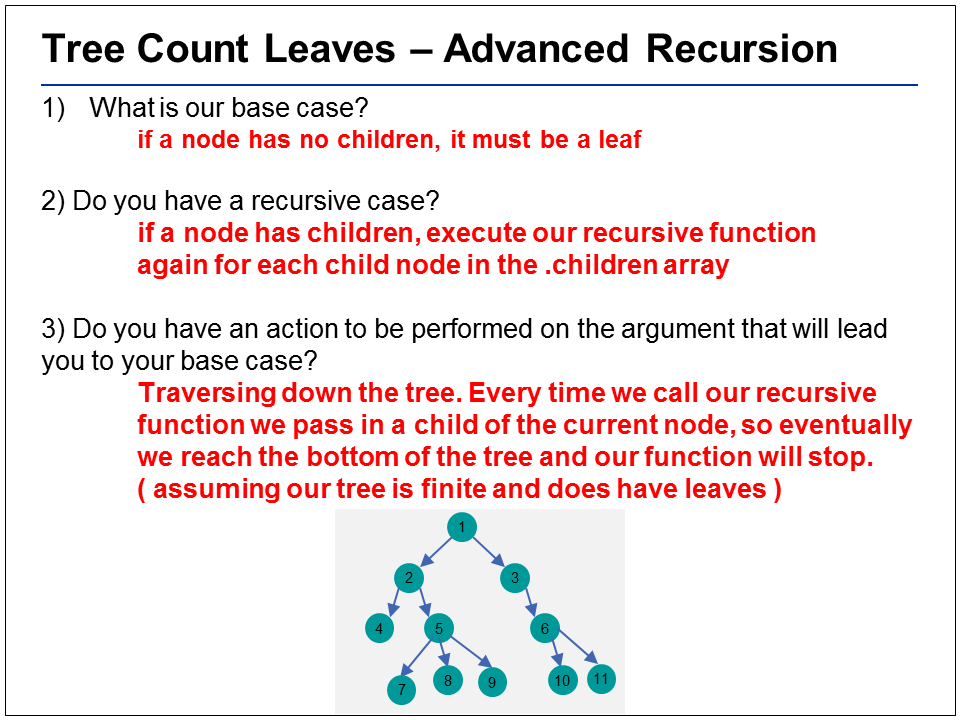 Tree Count Leaves – Advanced Recursion
1) What is our base case?
if a node has no children, it must be a leaf
2) Do you have a recursive case?
if a node has children, execute our recursive function
again for each child node in the .children array
3) Do you have an action to be performed on the argument that will lead
you to your base case?
Traversing down the tree. Every time we call our recursive
function we pass in a child of the current node, so eventually
we reach the bottom of the tree and our function will stop.
( assuming our tree is finite and does have leaves )
1
2 3
4 5 6
7 8 9 10 11